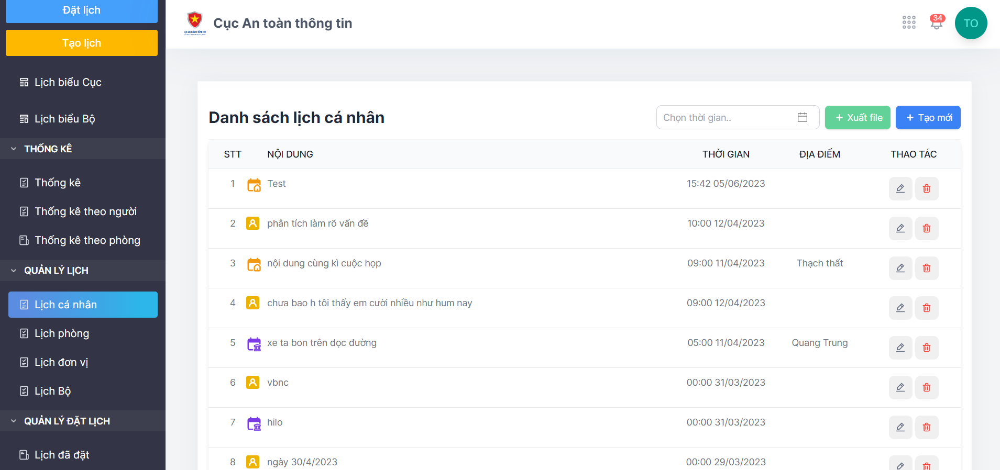 Đặt lịch
Tạo lịch
Lịch biểu Cục
Lịch biểu Bộ
THỐNG KÊ
Thống kê
Thống kê theo người
Thống kê theo phòng
QUẢN LÝ LỊCH
Lịch cá nhân
Lịch phòng
Lịch đơn vị
Lịch Bộ
QUẢN LÝ ĐẶT LỊCH
Lịch đã đặt
CỤC AN TOÀN THÔNG TIN
Cục An toàn thông tin
34
TO
Danh sách lịch cá nhân
Chọn thời gian..
+ Xuất file
+ Tạo mới
STT NỘI DUNG THỜI GIAN ĐỊA ĐIỂM THAO TÁC
1 Test 15:42 05/06/2023
2 phân tích làm rõ vấn đề 10:00 12/04/2023
3 nội dung cùng kì cuộc họp 09:00 11/04/2023 Thạch thất
4 chưa bao h tôi thấy em cười nhiều như hum nay 09:00 12/04/2023
5 xe ta bon trên dọc đường 05:00 11/04/2023 Quang Trung
6 vbnc 00:00 31/03/2023
7 hilo 00:00 31/03/2023
8 ngày 30/4/2023 00:00 29/03/2023